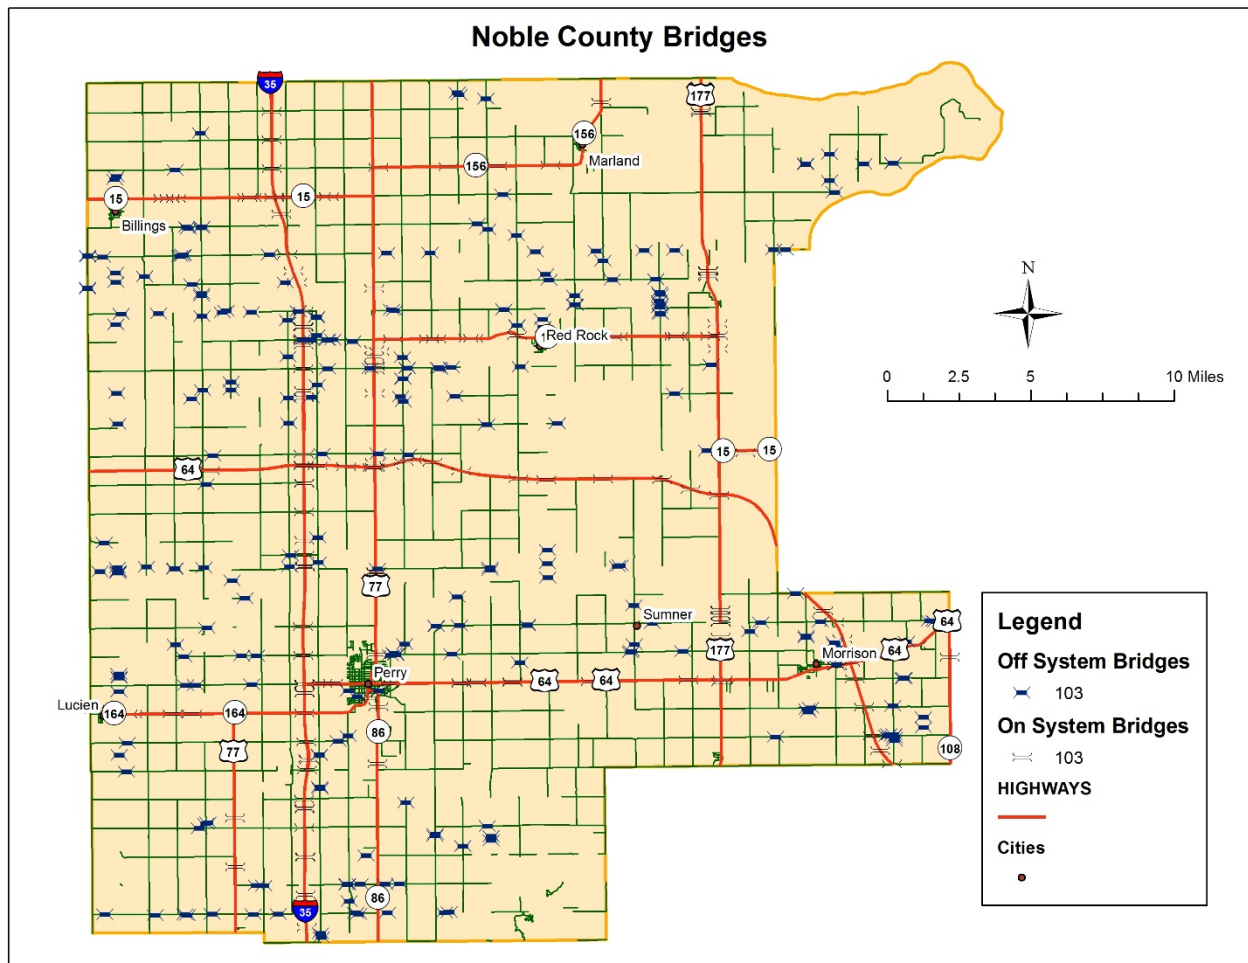 Noble County Bridges
35
177
156
Marland
156
15
15
Billings
N
Red Rock
0 2.5 5 10 Miles
15
15
64
77
Sumner
64
Morrison
177
64
Perry
64
64
Lucien
164
164
86
77
108
86
35
Legend
Off System Bridges
103
On System Bridges
103
HIGHWAYS
Cities